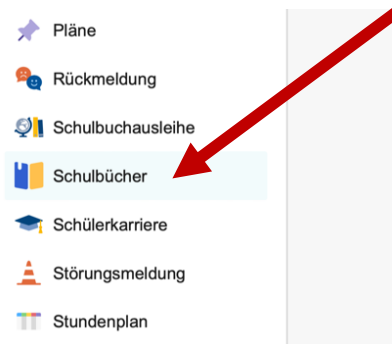 Pläne
Rückmeldung
Schulbuchausleihe
Schulbücher
Schülerkarriere
Störungsmeldung
Stundenplan